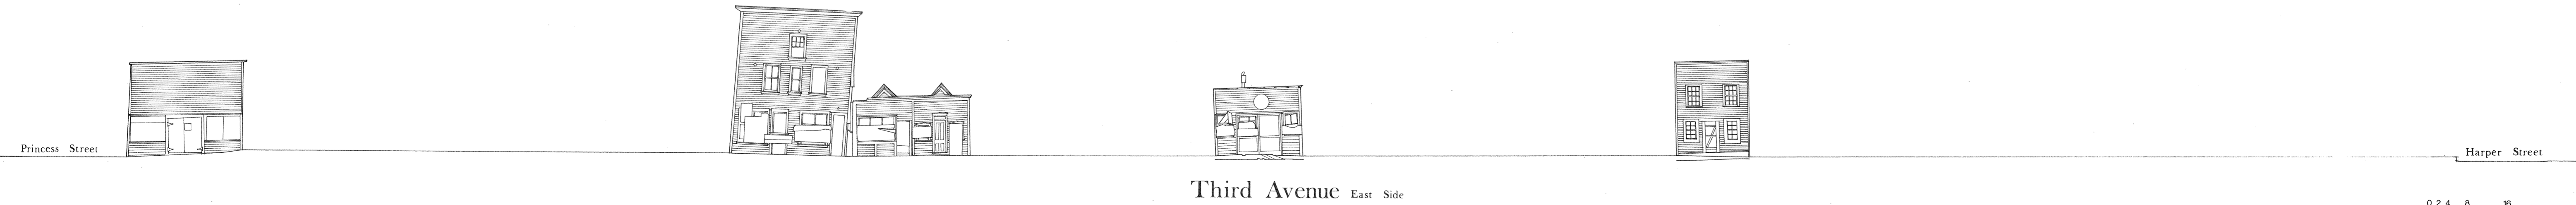 Princess Street
Harper Street
Third Avenue East Side
0 2 4 8 16